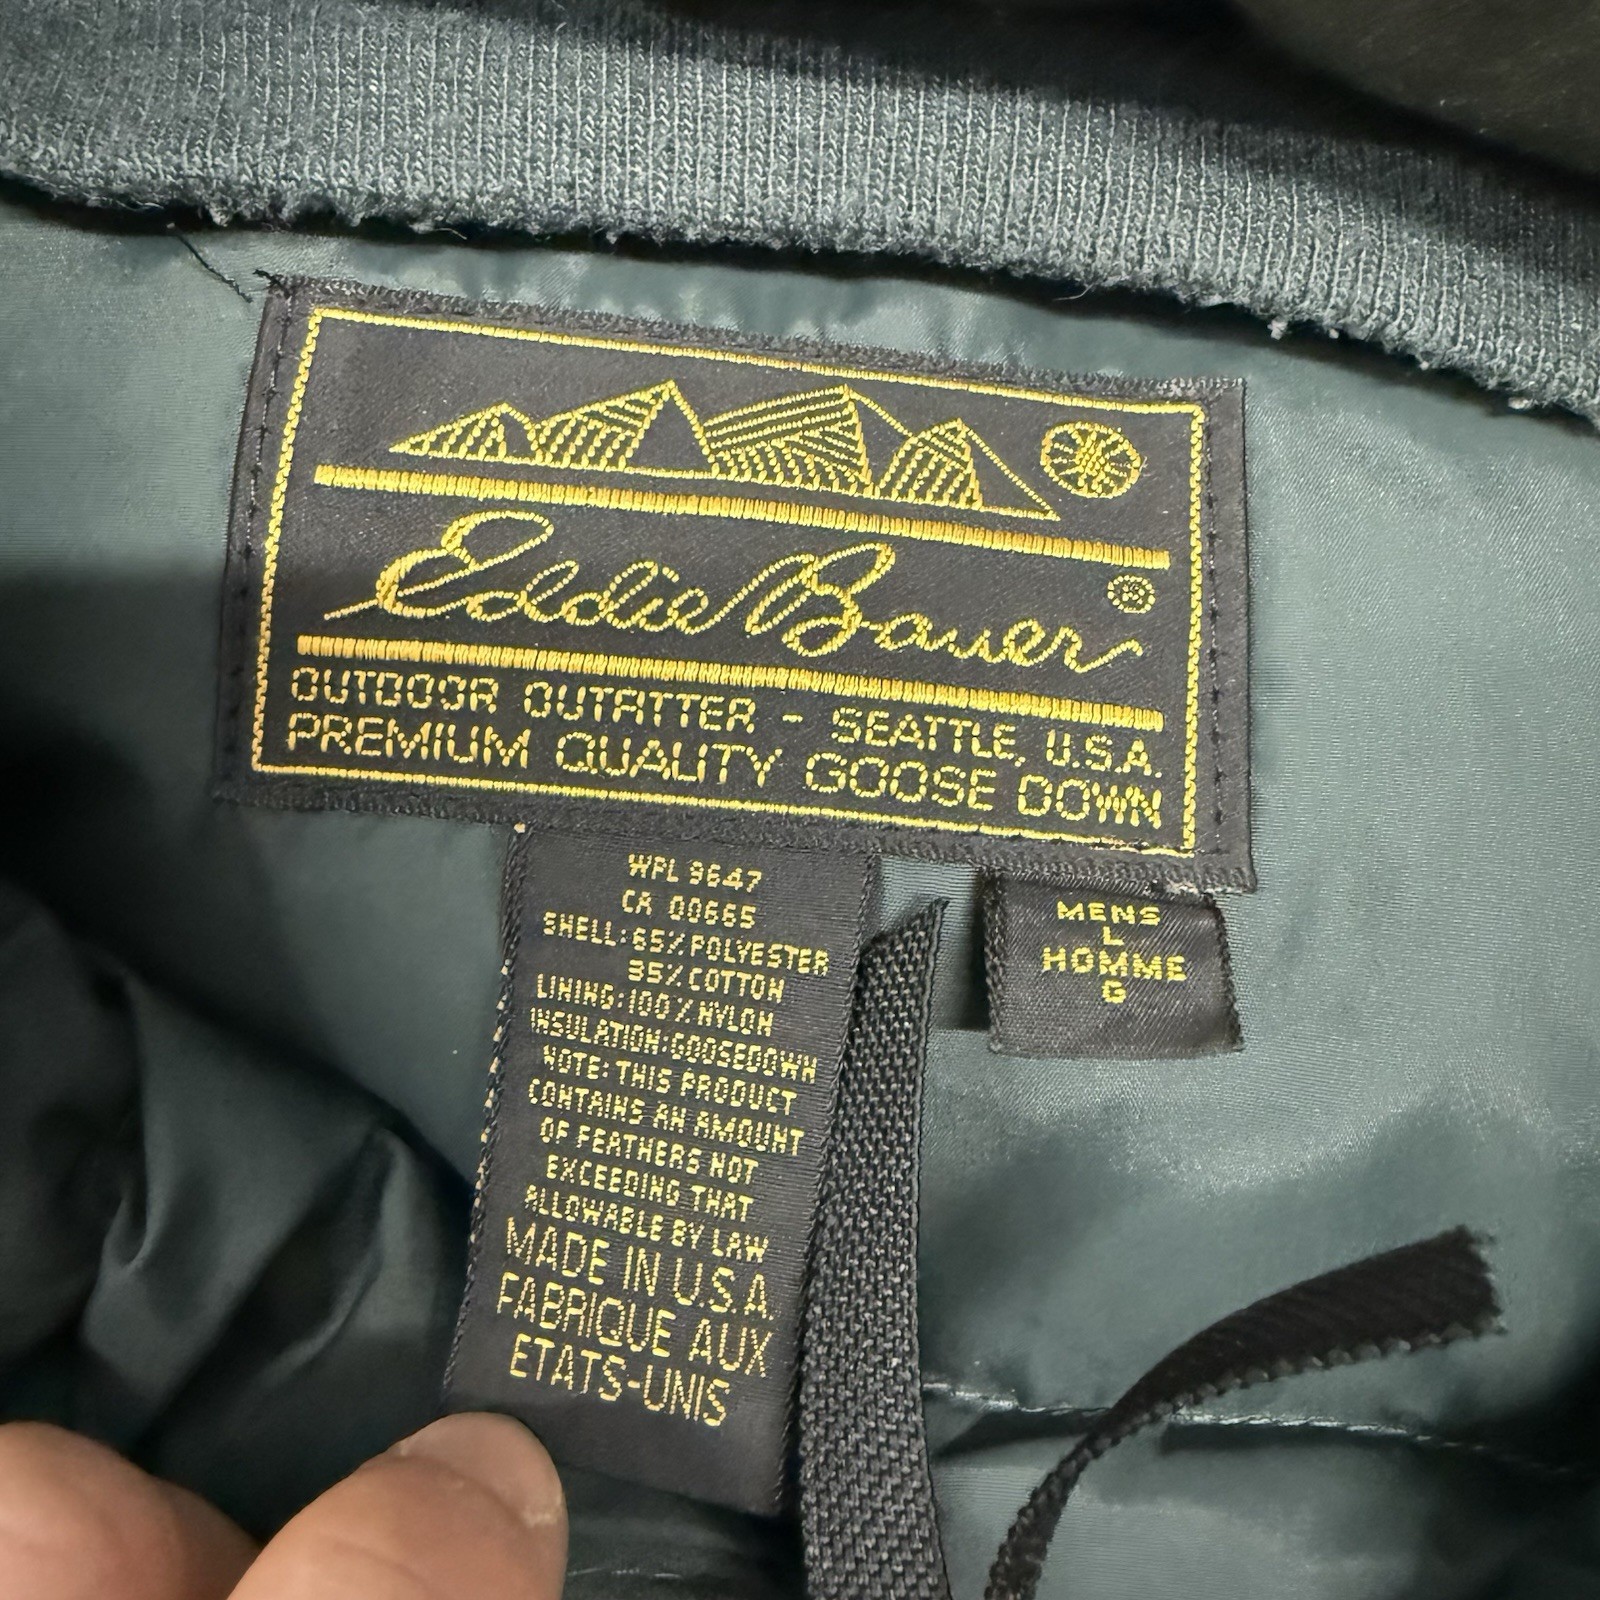 Eddie Bauer ®
OUTDOOR OUTFITTER - SEATTLE, U.S.A.
PREMIUM QUALITY GOOSE DOWN
WPL 9647
CA 00665
SHELL: 65% POLYESTER
35% COTTON
LINING: 100% NYLON
INSULATION: GOOSEDOWN
NOTE: THIS PRODUCT
CONTAINS AN AMOUNT
OF FEATHERS NOT
EXCEEDING THAT
ALLOWABLE BY LAW
MADE IN U.S.A.
FABRIQUE AUX
ETATS-UNIS
MENS
L
HOMME
G